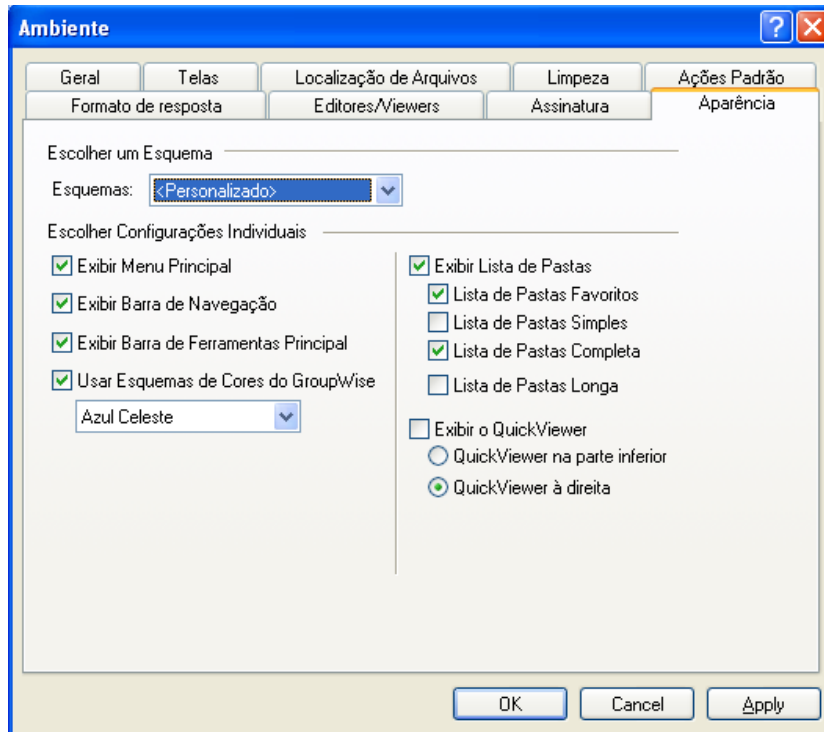 Ambiente
Geral Telas Localização de Arquivos Limpeza Ações Padrão
Formato de resposta Editores/Viewers Assinatura Aparência
Escolher um Esquema
Esquemas: <Personalizado>
Escolher Configurações Individuais
Exibir Menu Principal
Exibir Barra de Navegação
Exibir Barra de Ferramentas Principal
Usar Esquemas de Cores do GroupWise
Azul Celeste
Exibir Lista de Pastas
Lista de Pastas Favoritos
Lista de Pastas Simples
Lista de Pastas Completa
Lista de Pastas Longa
Exibir o QuickViewer
QuickViewer na parte inferior
QuickViewer à direita
OK Cancel Apply